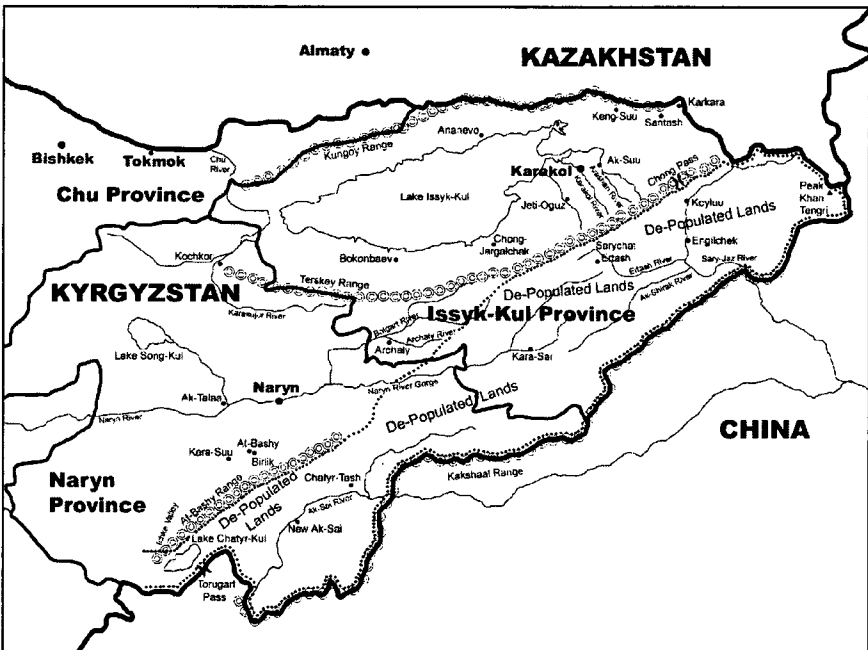 Almaty
KAZAKHSTAN
Karkara
Keng-Suu
Santash
Ananevo
Kungoy Range
Bishkek
Tokmok
Chu
River
Karakol
Ak-Suu
Chong Pass
Chu Province
Karakol River
Lake Issyk-Kul
Jeti-Oguz
Koyluu
Peak
Khan
Tengri
De-Populated Lands
Chong-
Jargalchak
Engilchek
Kochkor
Bokonbaev
Sarychat
Ertash
Ertash River
Sary-Jaz River
Terskey Range
KYRGYZSTAN
De-Populated Lands
Ak-Shirak River
Issyk-Kul Province
Karakujur River
Balgart River
Archaly River
Archaly
Kara-Sai
Lake Song-Kul
Naryn
Naryn River Gorge
Ak-Talaa
Naryn River
De-Populated Lands
CHINA
At-Bashy
Kara-Suu
Birlik
Naryn
Province
At-Bashy Range
Kakshaal Range
Chatyr-Tash
De-Populated
Lands
Ak-Sai River
New Ak-Sai
Lake Chatyr-Kul
Torugart
Pass